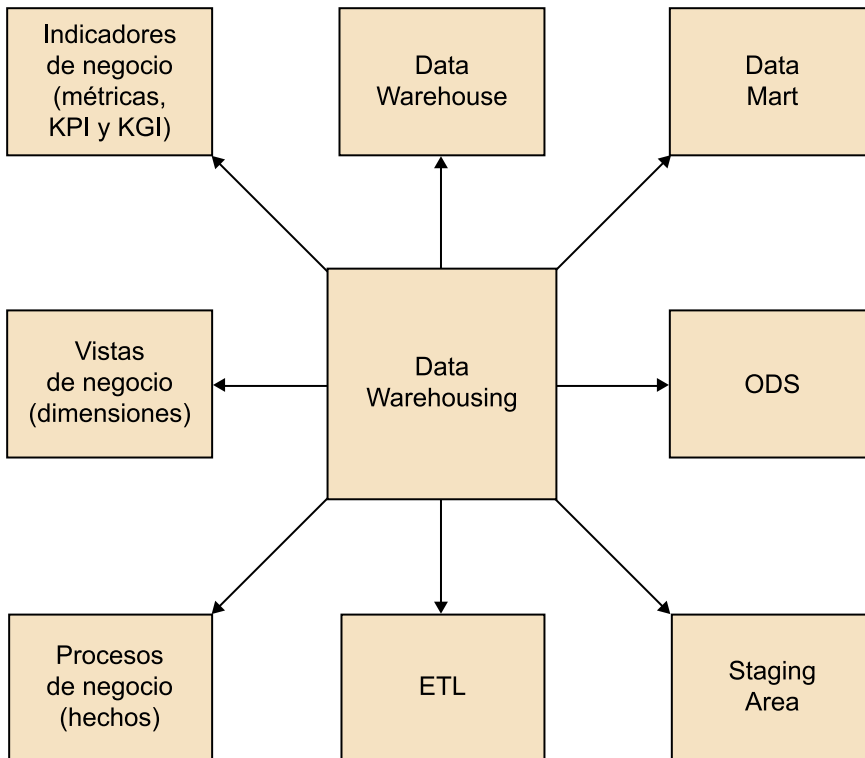 Indicadores
de negocio
(métricas,
KPI y KGI)
Data
Warehouse
Data
Mart
Vistas
de negocio
(dimensiones)
Data
Warehousing
ODS
Procesos
de negocio
(hechos)
ETL
Staging
Area